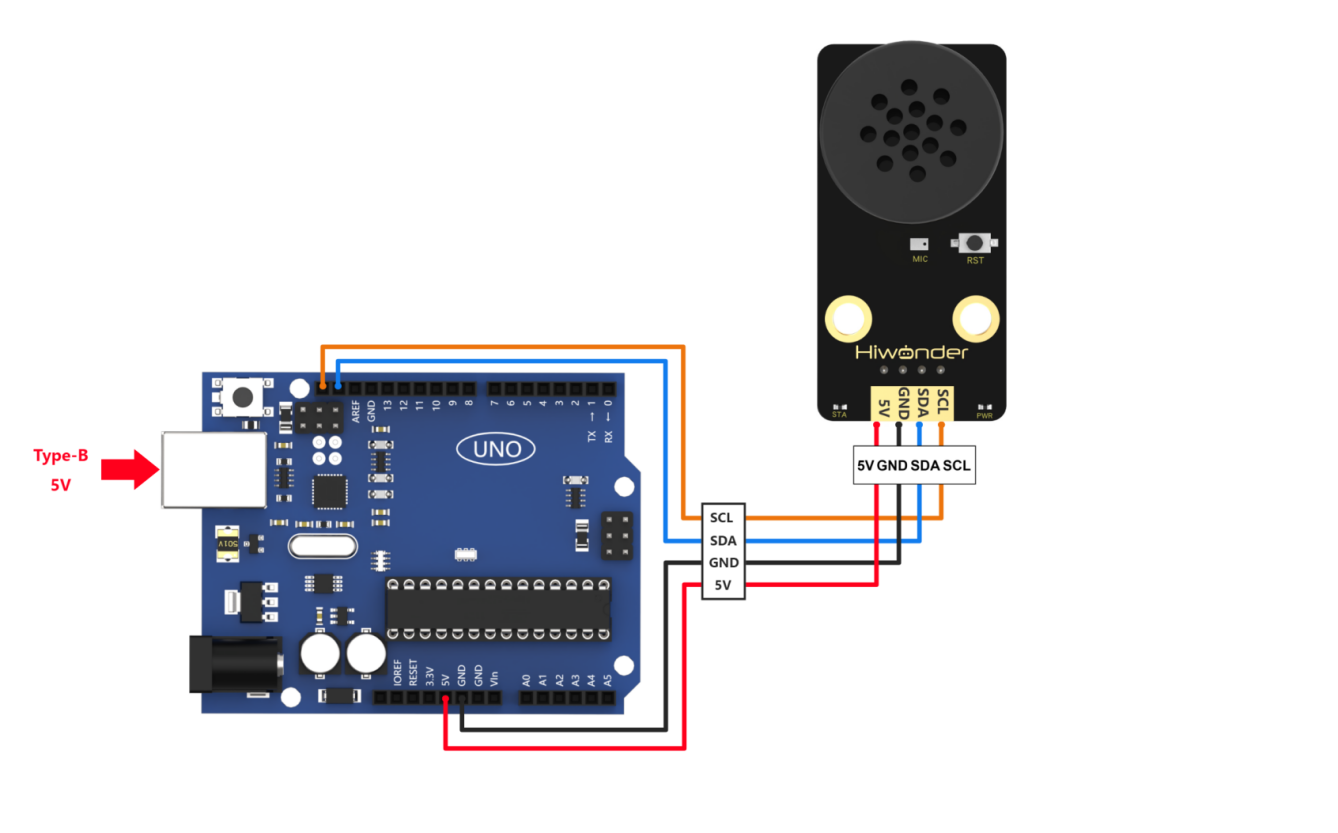 MIC
RST
Hiwonder
5V GND SDA SCL
STA
PWR
5V GND SDA SCL
Type-B
5V
AREF
GND
13
12
11
10
9
8
7
6
5
4
3
2
TX → 1
RX ← 0
UNO
501V
SCL
SDA
GND
5V
IOREF
RESET
3.3V
5V
GND
GND
Vin
A0
A1
A2
A3
A4
A5